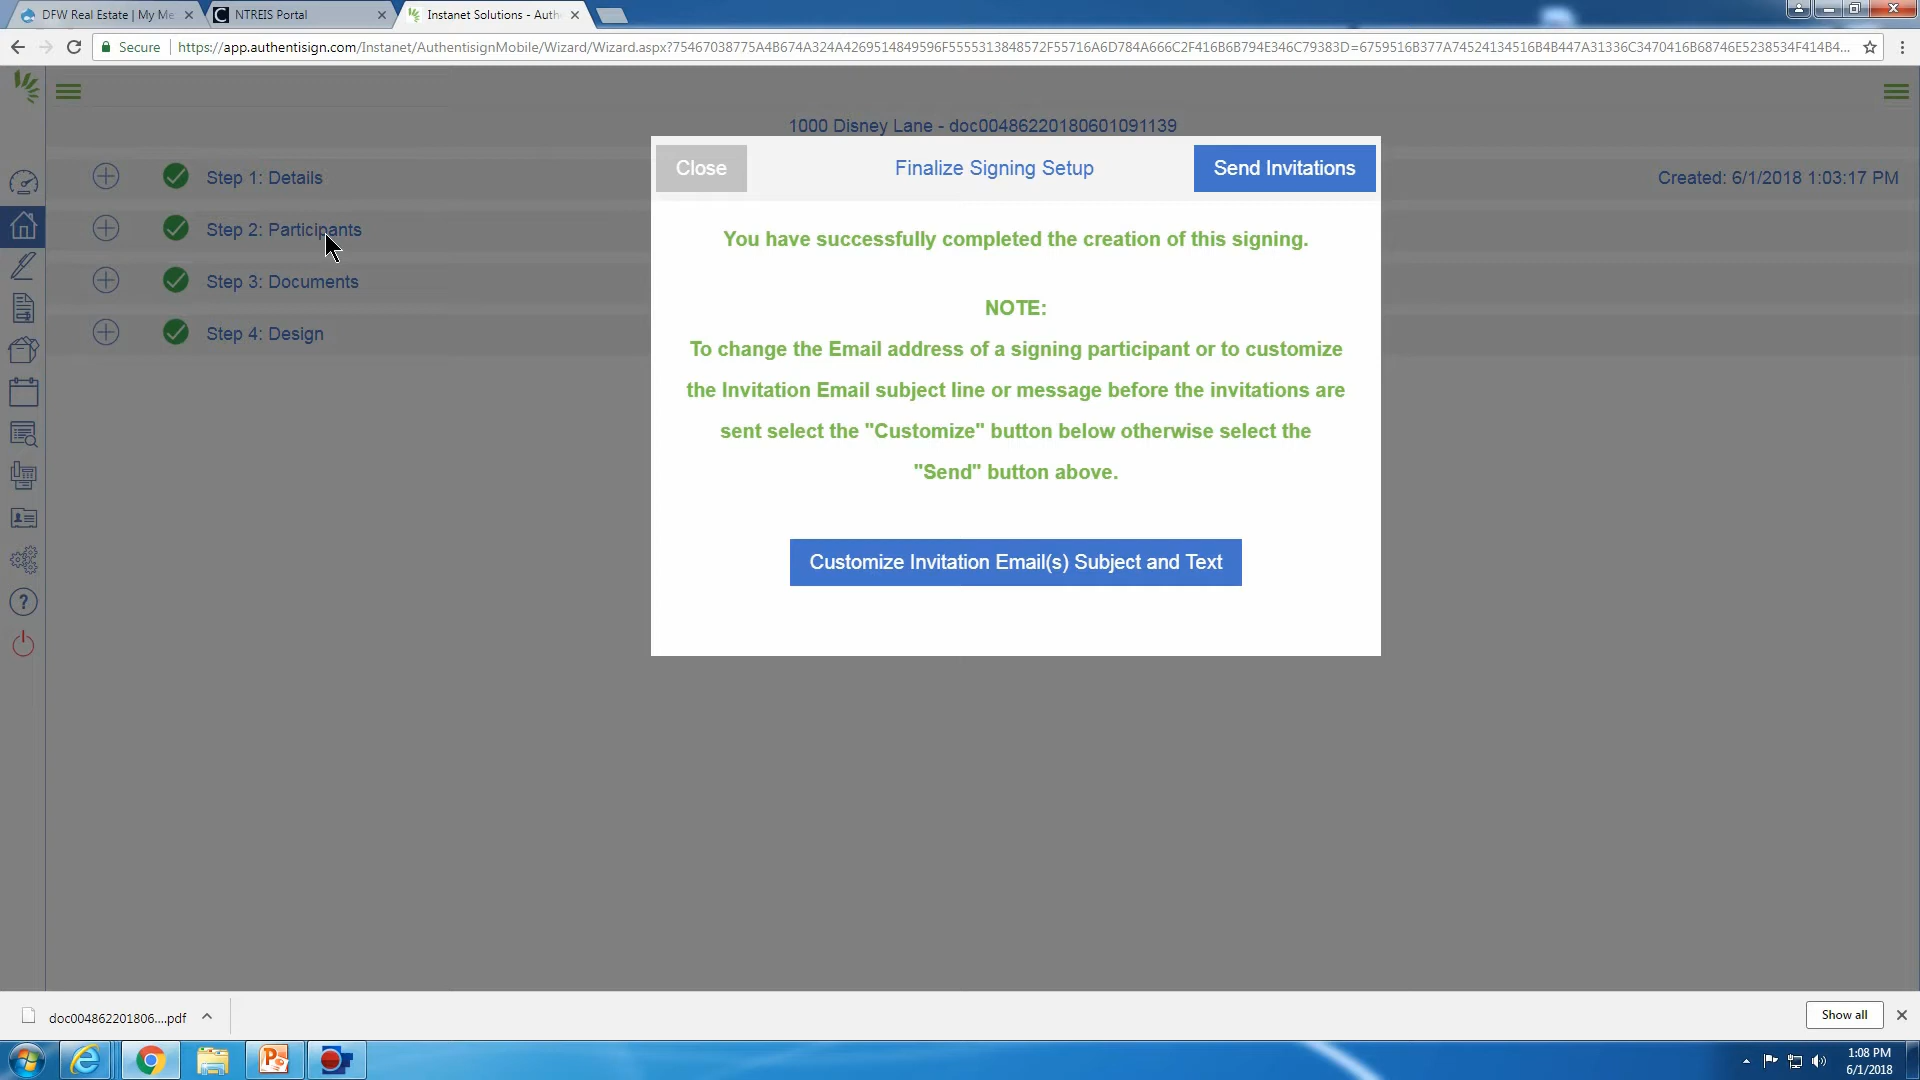 DFW Real Estate | My Me
NTREIS Portal
Instanet Solutions - Auth
Secure
https://app.authentisign.com/Instanet/AuthentisignMobile/Wizard/Wizard.aspx?75467038775A4B674A324A4269514849596F5555313848572F55716A6D784A666C2F416B6B794E346C79383D=6759516B377A74524134516B4B447A31336C3470416B68746E5238534F414B4...
1000 Disney Lane - doc00486220180601091139
Close
Finalize Signing Setup
Send Invitations
Step 1: Details
Created: 6/1/2018 1:03:17 PM
Step 2: Participants
Step 3: Documents
Step 4: Design
You have successfully completed the creation of this signing.
NOTE:
To change the Email address of a signing participant or to customize
the Invitation Email subject line or message before the invitations are
sent select the "Customize" button below otherwise select the
"Send" button above.
Customize Invitation Email(s) Subject and Text
doc004862201806....pdf
Show all
1:08 PM
6/1/2018